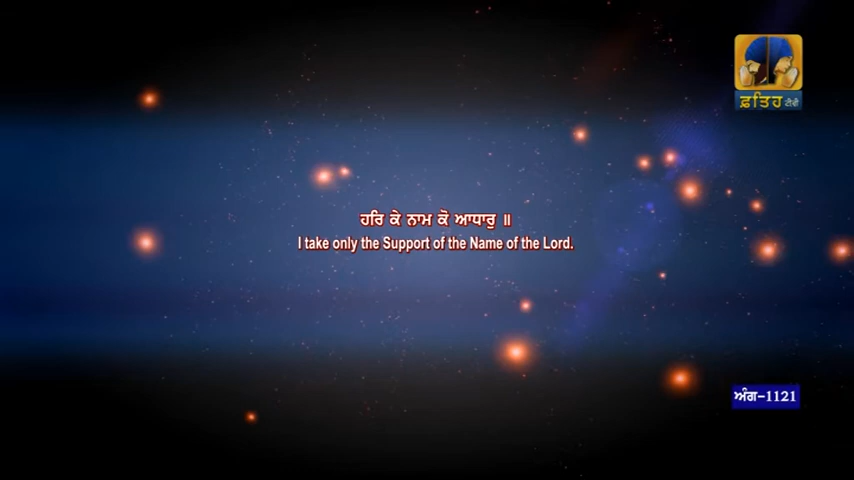 ਫ਼ਤਿਹ ਟੀਵੀ
ਹਰਿ ਕੇ ਨਾਮ ਕੋ ਆਧਾਰੁ ॥
I take only the Support of the Name of the Lord.
ਅੰਗ-1121